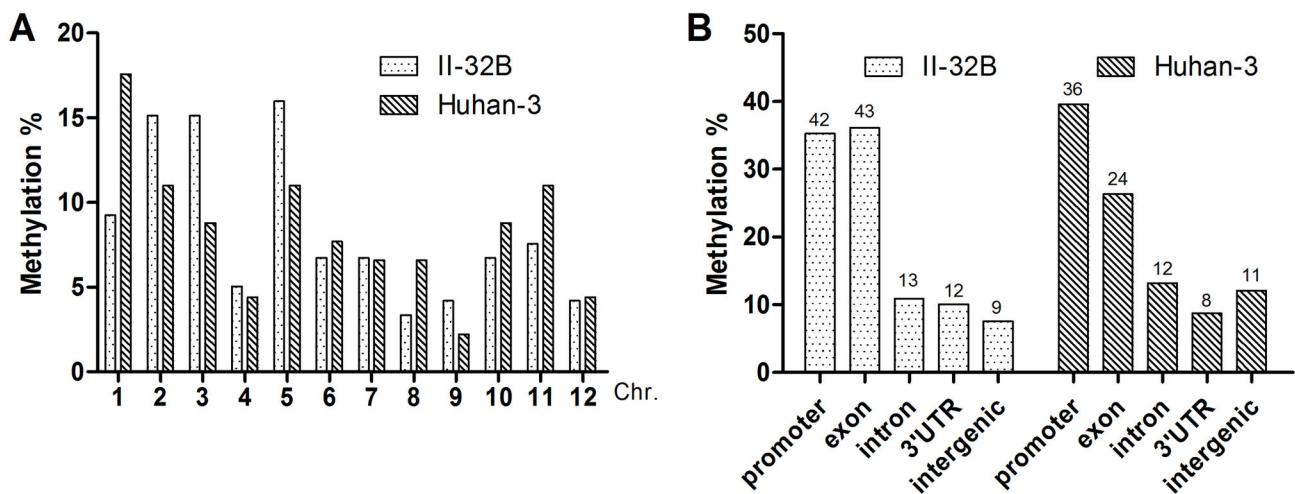 A
Methylation %
20
15
10
5
0
II-32B
Huhan-3
1 2 3 4 5 6 7 8 9 10 11 12 Chr.
B
Methylation %
50
40
30
20
10
0
II-32B
Huhan-3
42
43
13
12
9
36
24
12
8
11
promoter
exon
intron
3'UTR
intergenic
promoter
exon
intron
3'UTR
intergenic